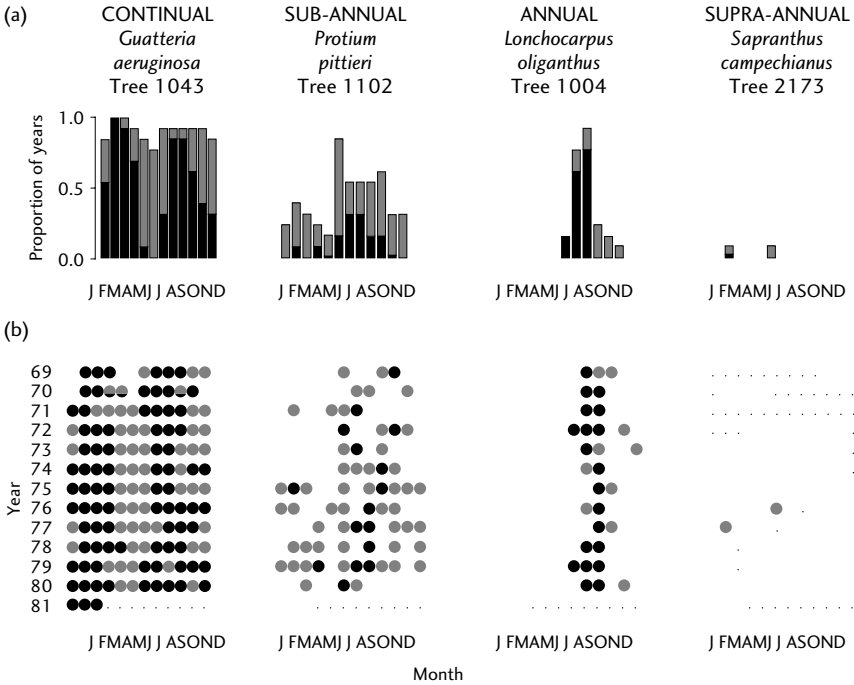 (a)
CONTINUAL
Guatteria
aeruginosa
Tree 1043
SUB-ANNUAL
Protium
pittieri
Tree 1102
ANNUAL
Lonchocarpus
oliganthus
Tree 1004
SUPRA-ANNUAL
Sapranthus
campechianus
Tree 2173
Proportion of years
1.0
0.5
0.0
J FMAMJ J ASOND
J FMAMJ J ASOND
J FMAMJ J ASOND
J FMAMJ J ASOND
(b)
Year
69
70
71
72
73
74
75
76
77
78
79
80
81
J FMAMJ J ASOND
J FMAMJ J ASOND
J FMAMJ J ASOND
J FMAMJ J ASOND
Month